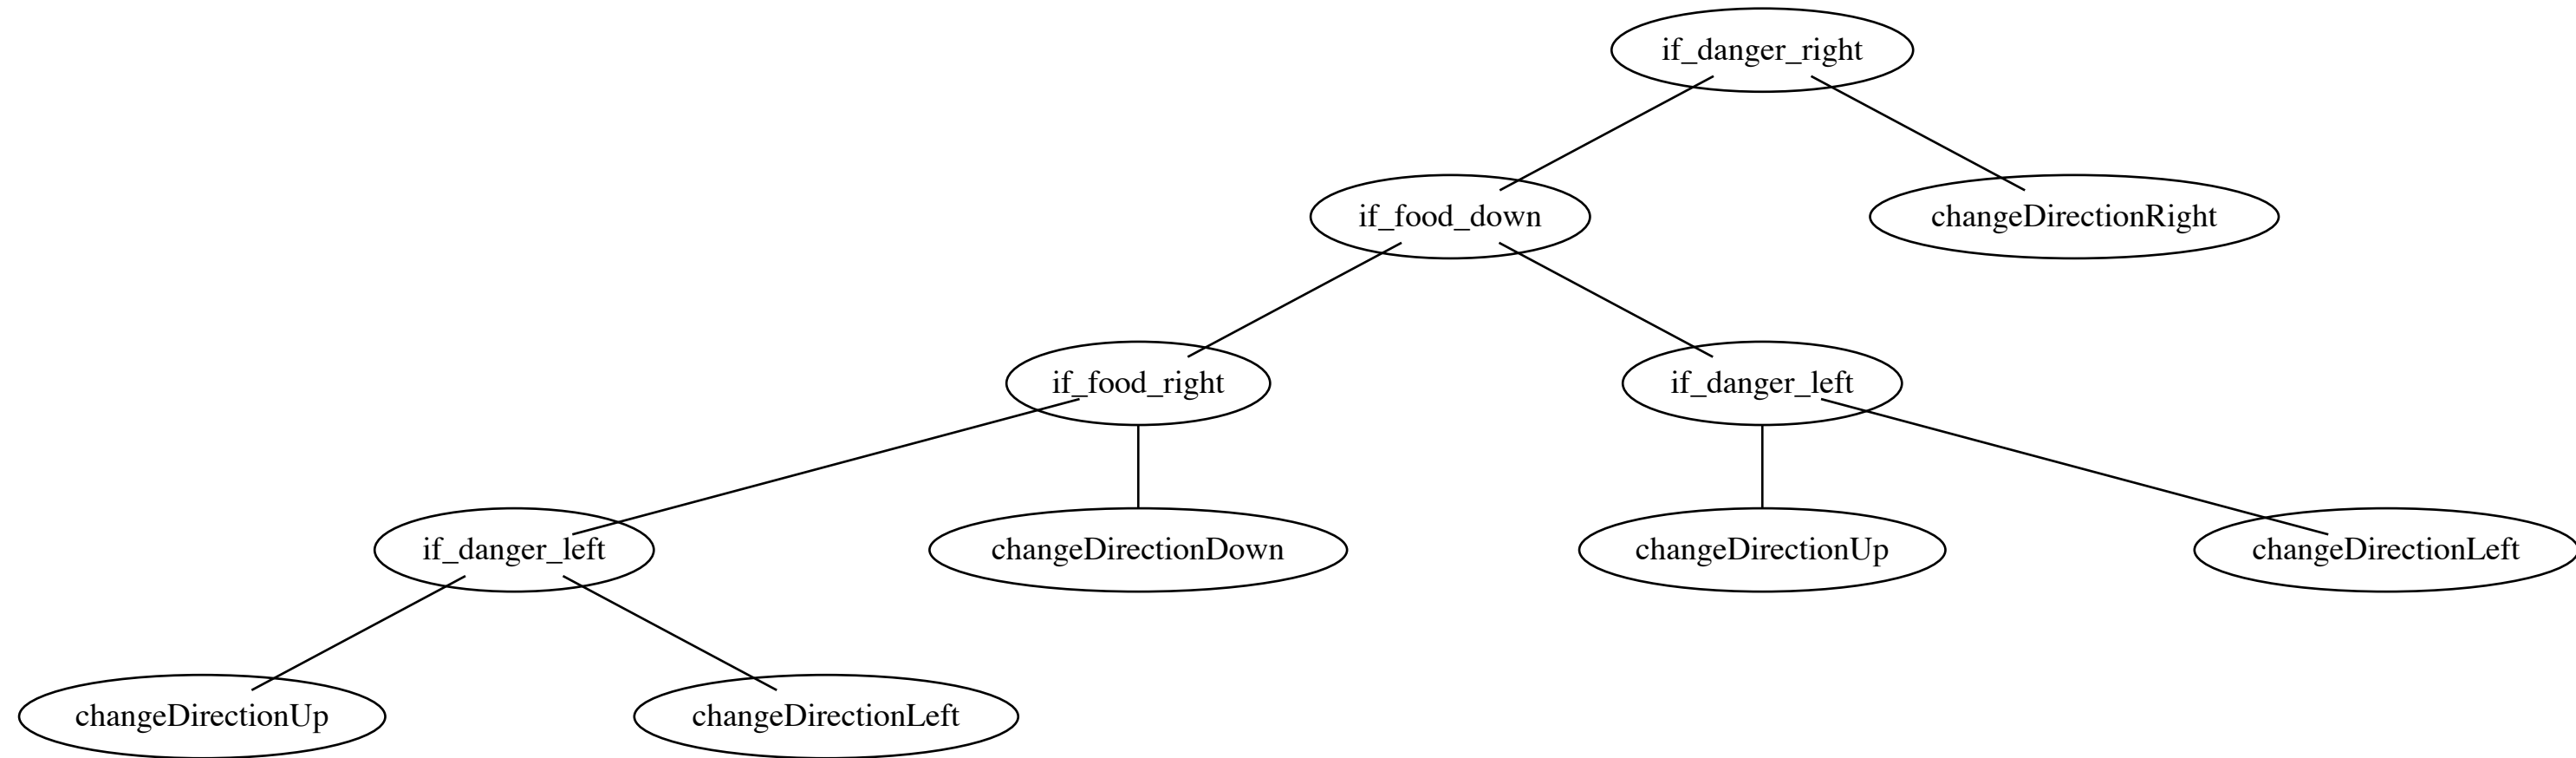 if_danger_right
if_food_down
changeDirectionRight
if_food_right
if_danger_left
if_danger_left
changeDirectionDown
changeDirectionUp
changeDirectionLeft
changeDirectionUp
changeDirectionLeft